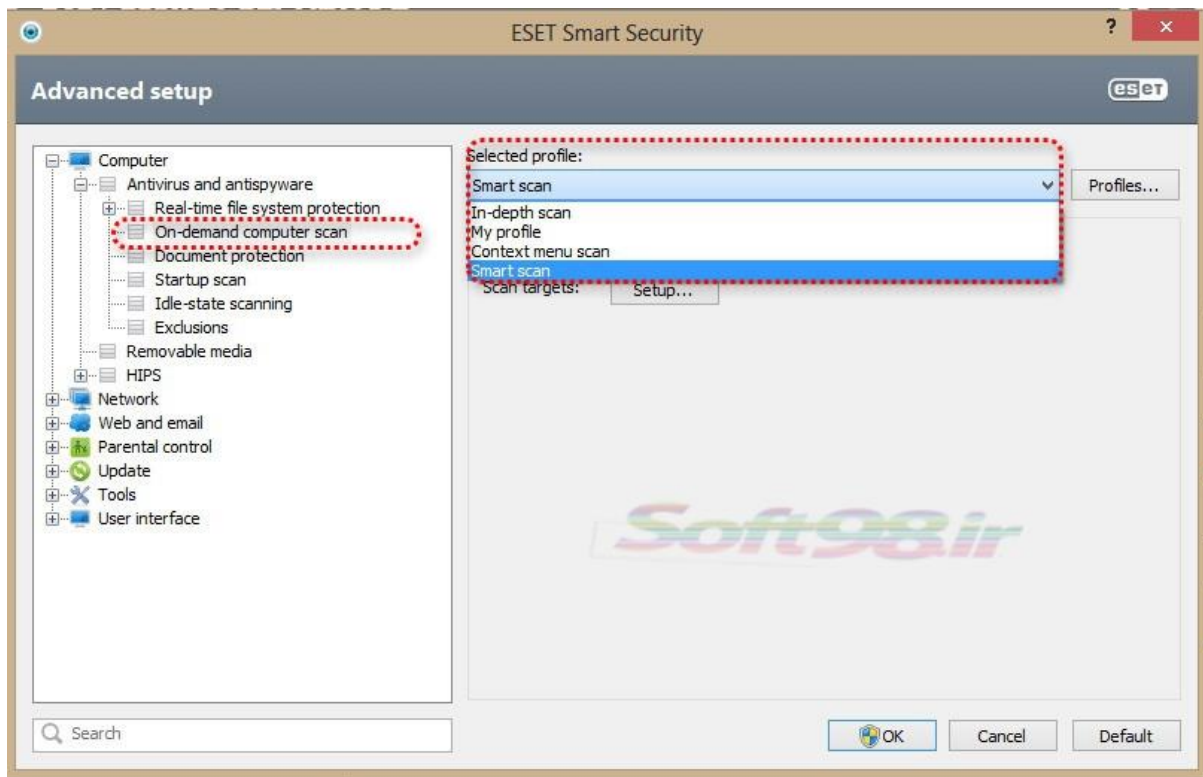 ESET Smart Security
?
×
Advanced setup
eset
Computer
Antivirus and antispyware
Real-time file system protection
On-demand computer scan
Document protection
Startup scan
Idle-state scanning
Exclusions
Removable media
HIPS
Network
Web and email
Parental control
Update
Tools
User interface
Selected profile:
Smart scan
Profiles...
In-depth scan
My profile
Context menu scan
Smart scan
Scan targets:
Setup...
Soft98.ir
Search
OK
Cancel
Default